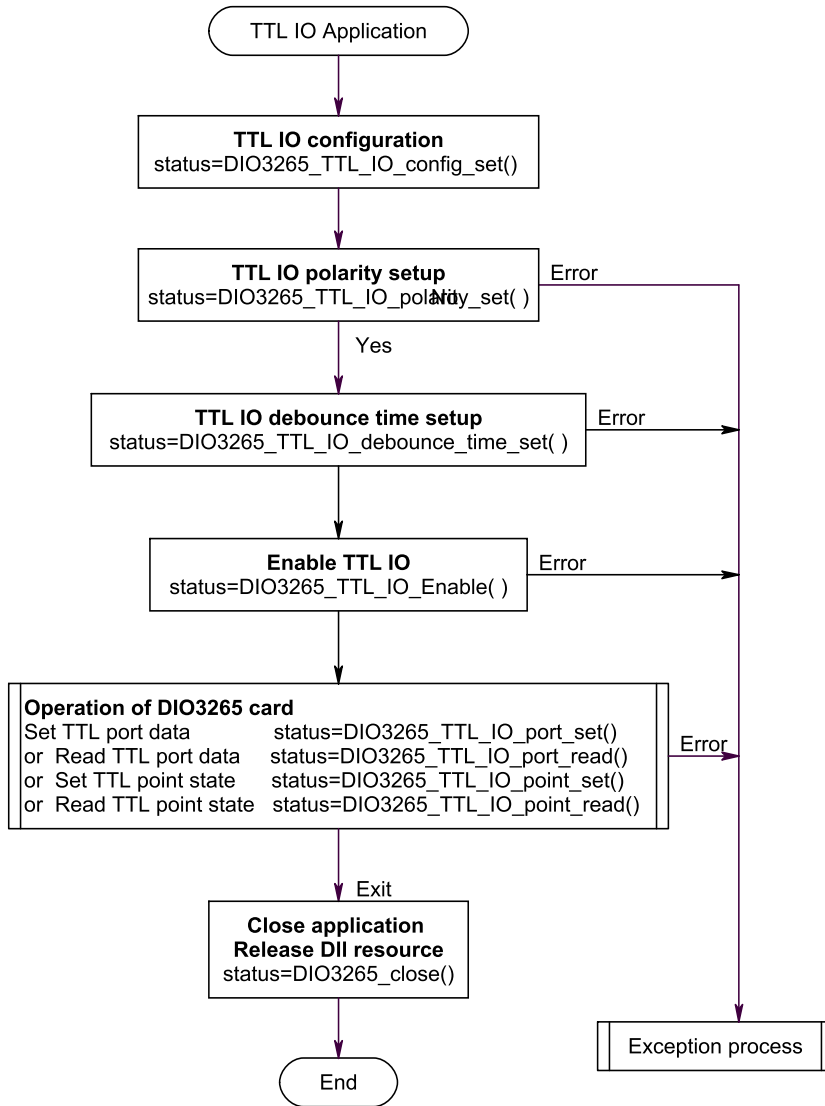 TTL IO Application
TTL IO configuration
status=DIO3265_TTL_IO_config_set()
TTL IO polarity setup
Error
status=DIO3265_TTL_IO_polarity_set( )
No
Yes
TTL IO debounce time setup
Error
status=DIO3265_TTL_IO_debounce_time_set( )
Enable TTL IO
Error
status=DIO3265_TTL_IO_Enable( )
Operation of DIO3265 card
Set TTL port data status=DIO3265_TTL_IO_port_set()
or Read TTL port data status=DIO3265_TTL_IO_port_read()
or Set TTL point state status=DIO3265_TTL_IO_point_set()
or Read TTL point state status=DIO3265_TTL_IO_point_read()
Error
Exit
Close application
Release Dll resource
status=DIO3265_close()
Exception process
End